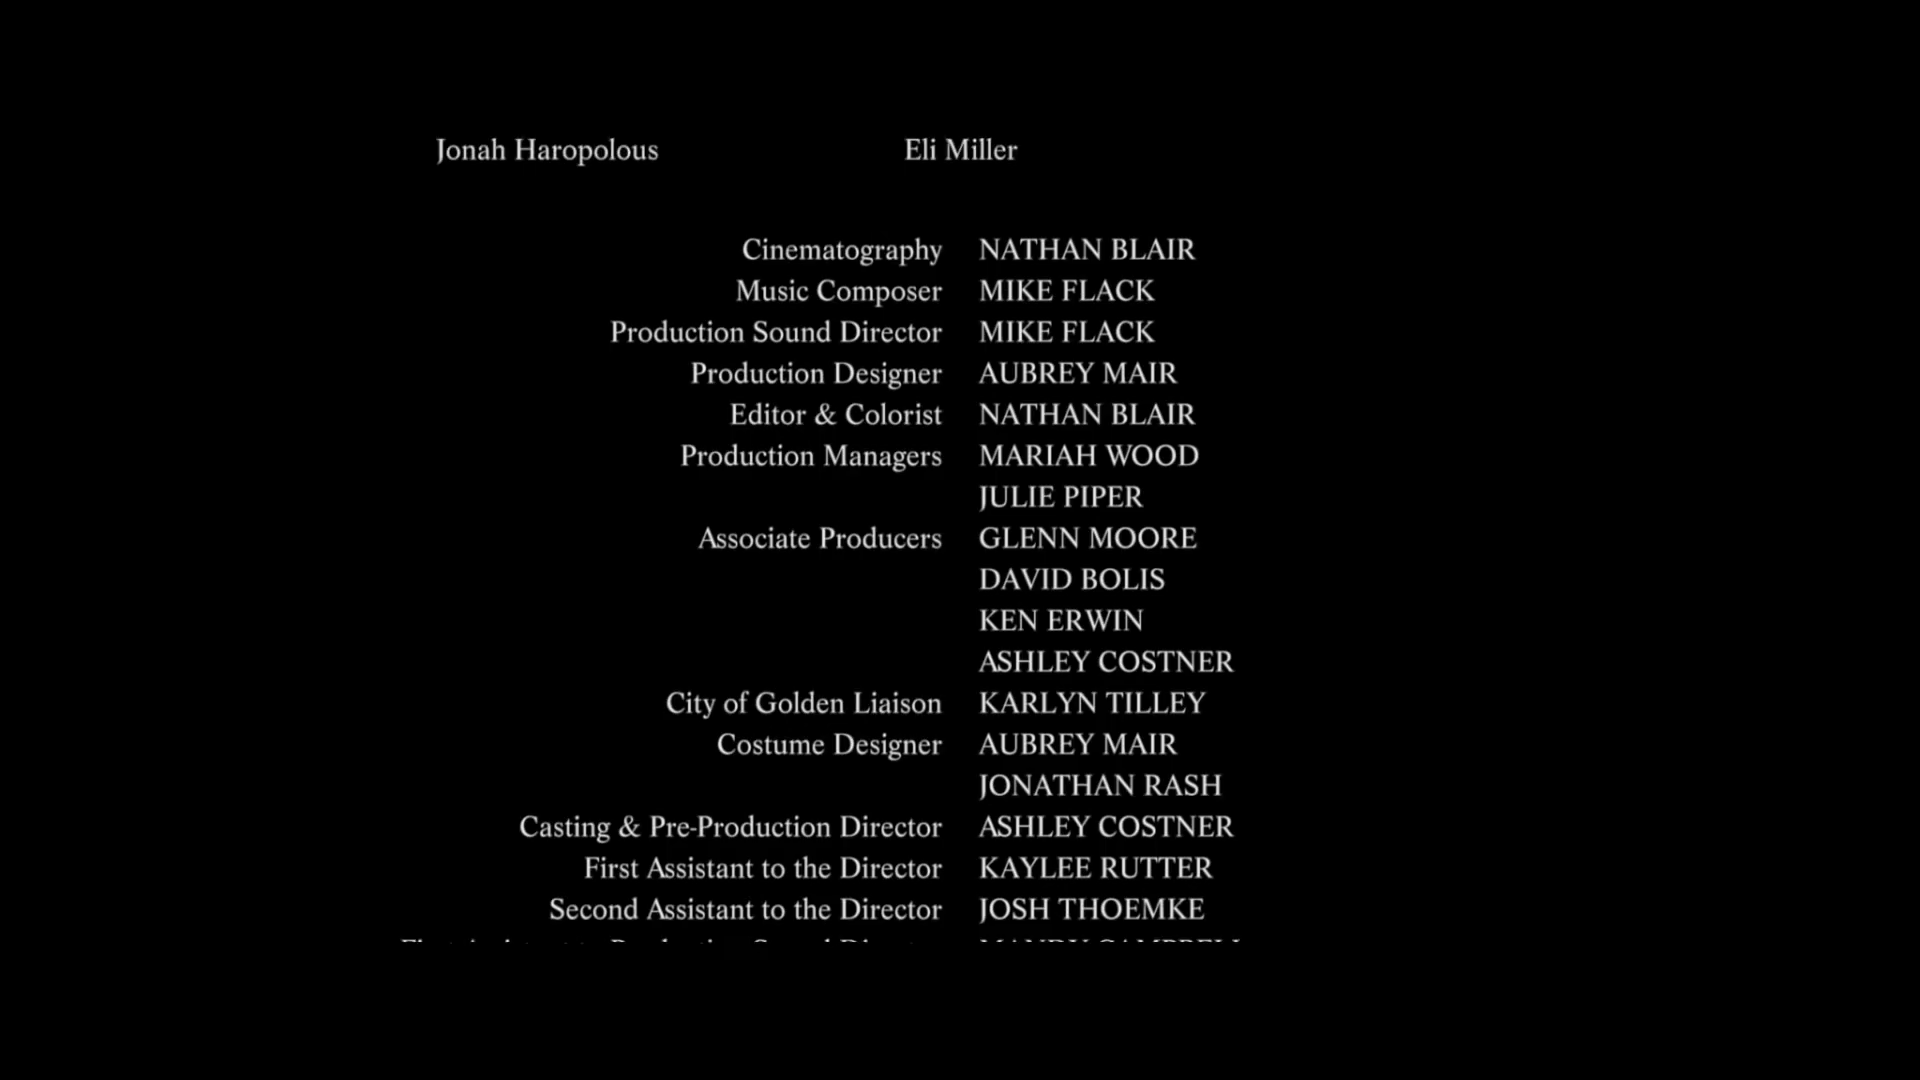 Jonah Haropolous Eli Miller
Cinematography NATHAN BLAIR
Music Composer MIKE FLACK
Production Sound Director MIKE FLACK
Production Designer AUBREY MAIR
Editor & Colorist NATHAN BLAIR
Production Managers MARIAH WOOD
JULIE PIPER
Associate Producers GLENN MOORE
DAVID BOLIS
KEN ERWIN
ASHLEY COSTNER
City of Golden Liaison KARLYN TILLEY
Costume Designer AUBREY MAIR
JONATHAN RASH
Casting & Pre-Production Director ASHLEY COSTNER
First Assistant to the Director KAYLEE RUTTER
Second Assistant to the Director JOSH THOEMKE